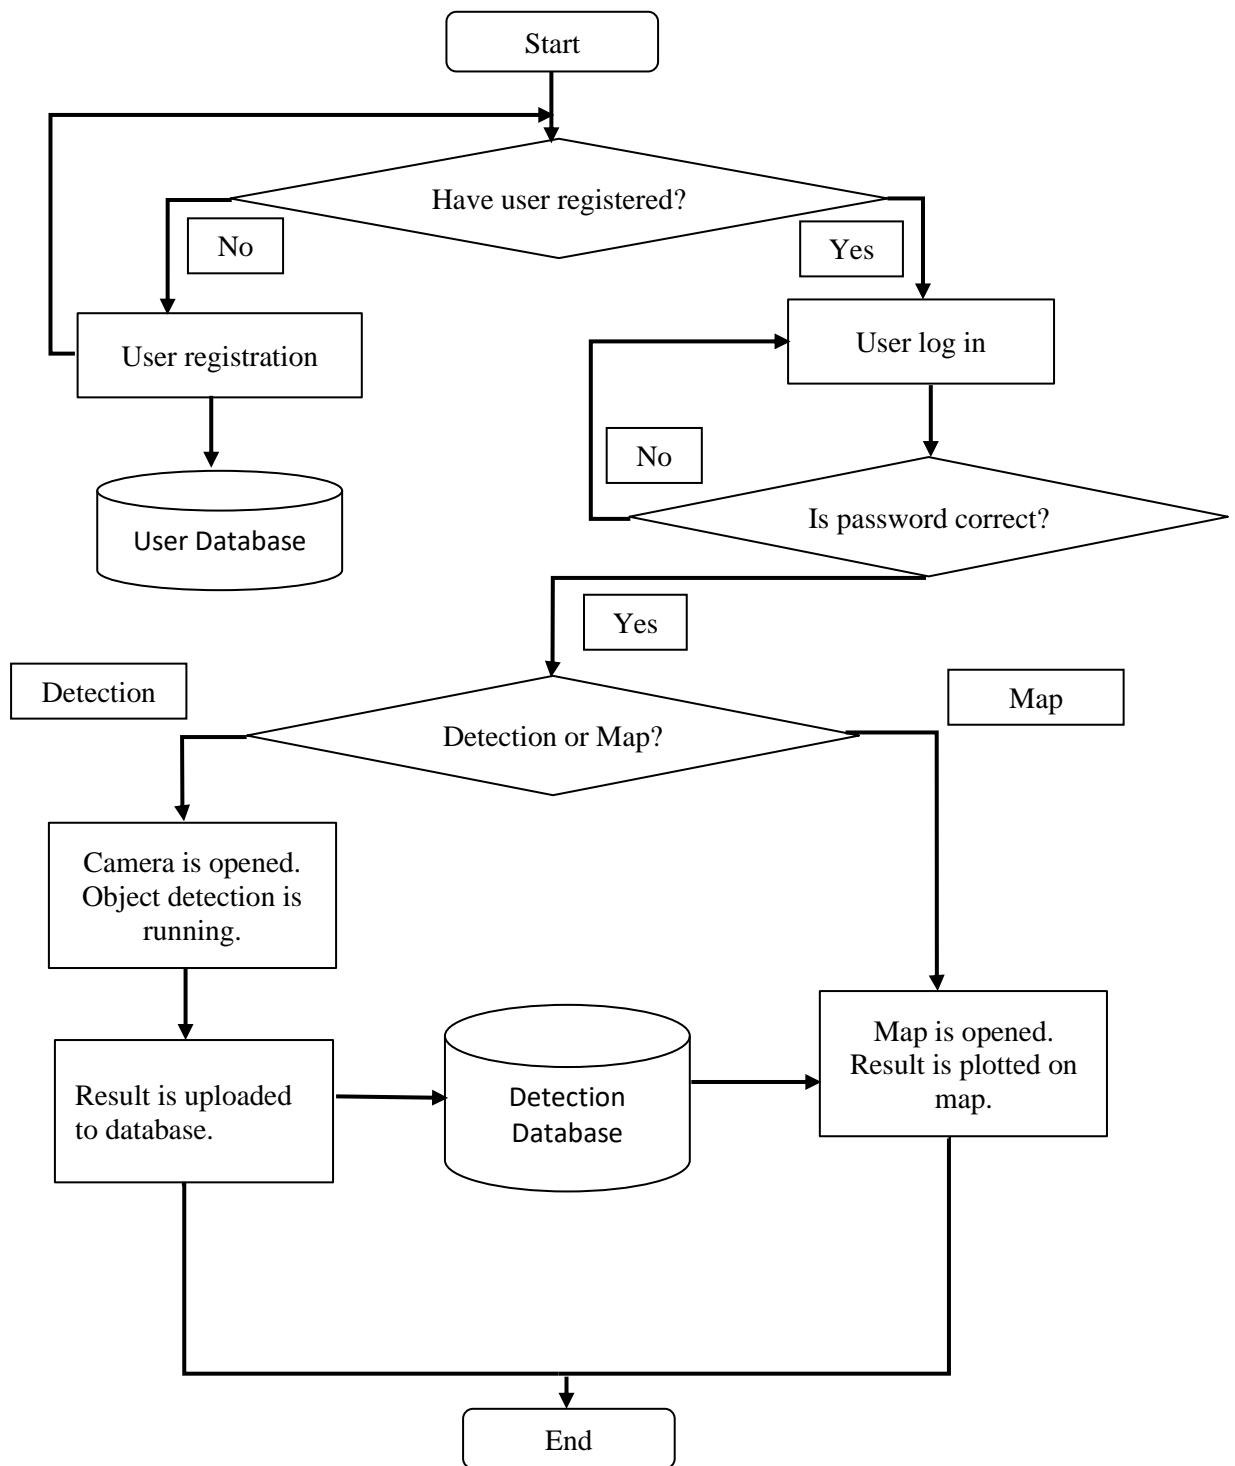 Start
Have user registered?
No
Yes
User registration
User log in
No
User Database
Is password correct?
Yes
Detection
Map
Detection or Map?
Camera is opened.
Object detection is
running.
Map is opened.
Result is plotted on
map.
Result is uploaded
to database.
Detection
Database
End